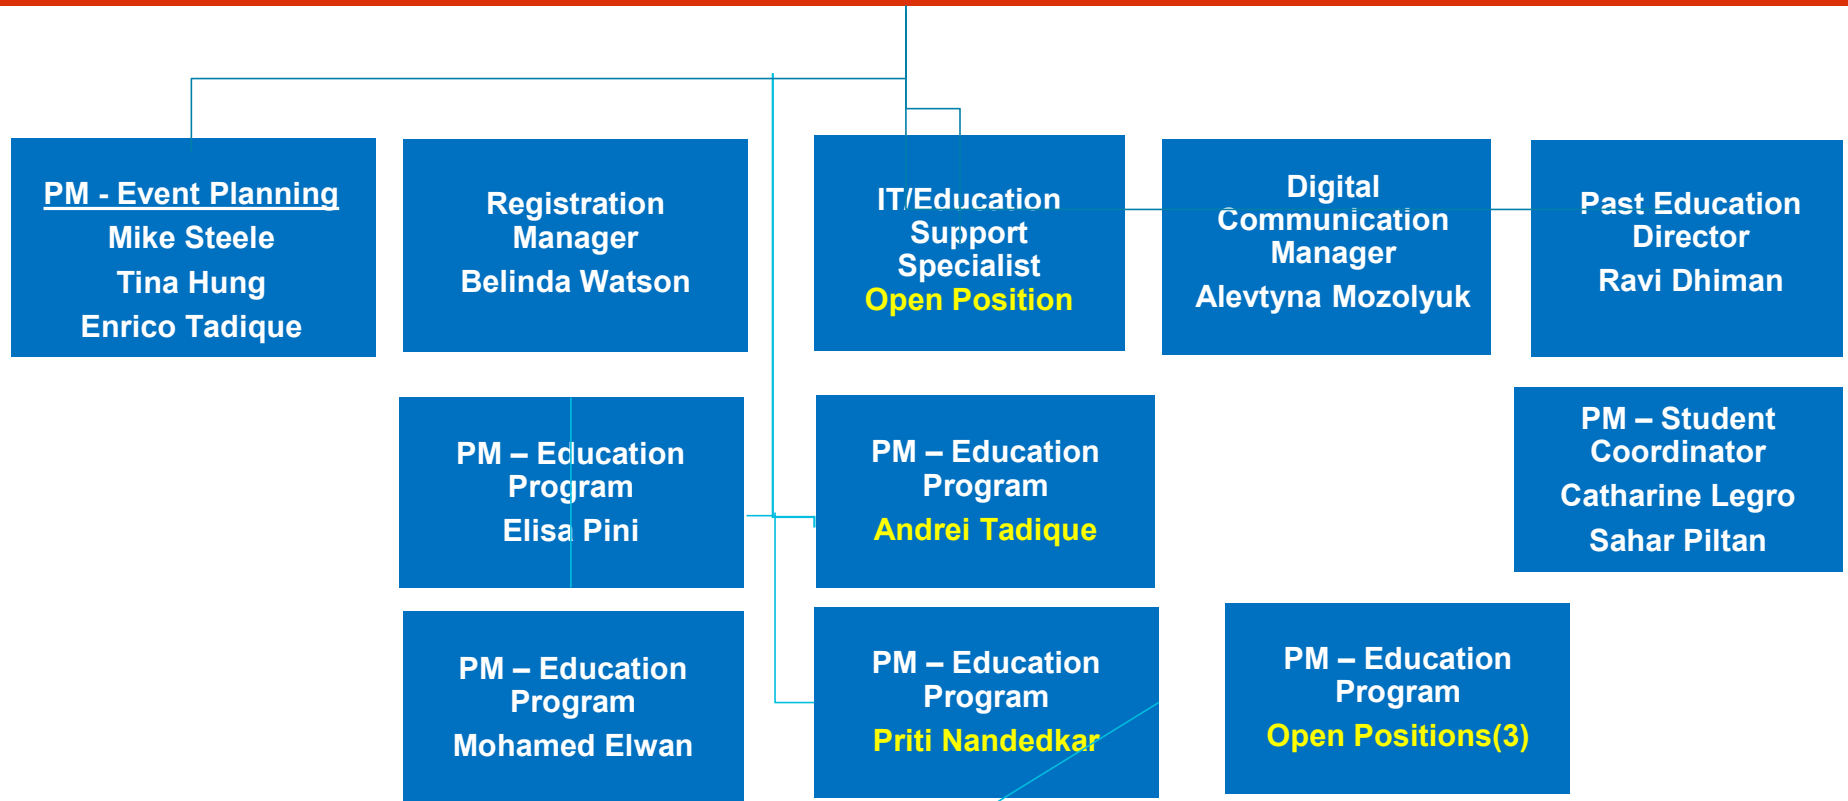 PM - Event Planning
Mike Steele
Tina Hung
Enrico Tadique
Registration
Manager
Belinda Watson
IT/Education
Support
Specialist
Open Position
Digital
Communication
Manager
Alevtyna Mozolyuk
Past Education
Director
Ravi Dhiman
PM – Education
Program
Elisa Pini
PM – Education
Program
Andrei Tadique
PM – Student
Coordinator
Catharine Legro
Sahar Piltan
PM – Education
Program
Mohamed Elwan
PM – Education
Program
Priti Nandedkar
PM – Education
Program
Open Positions(3)